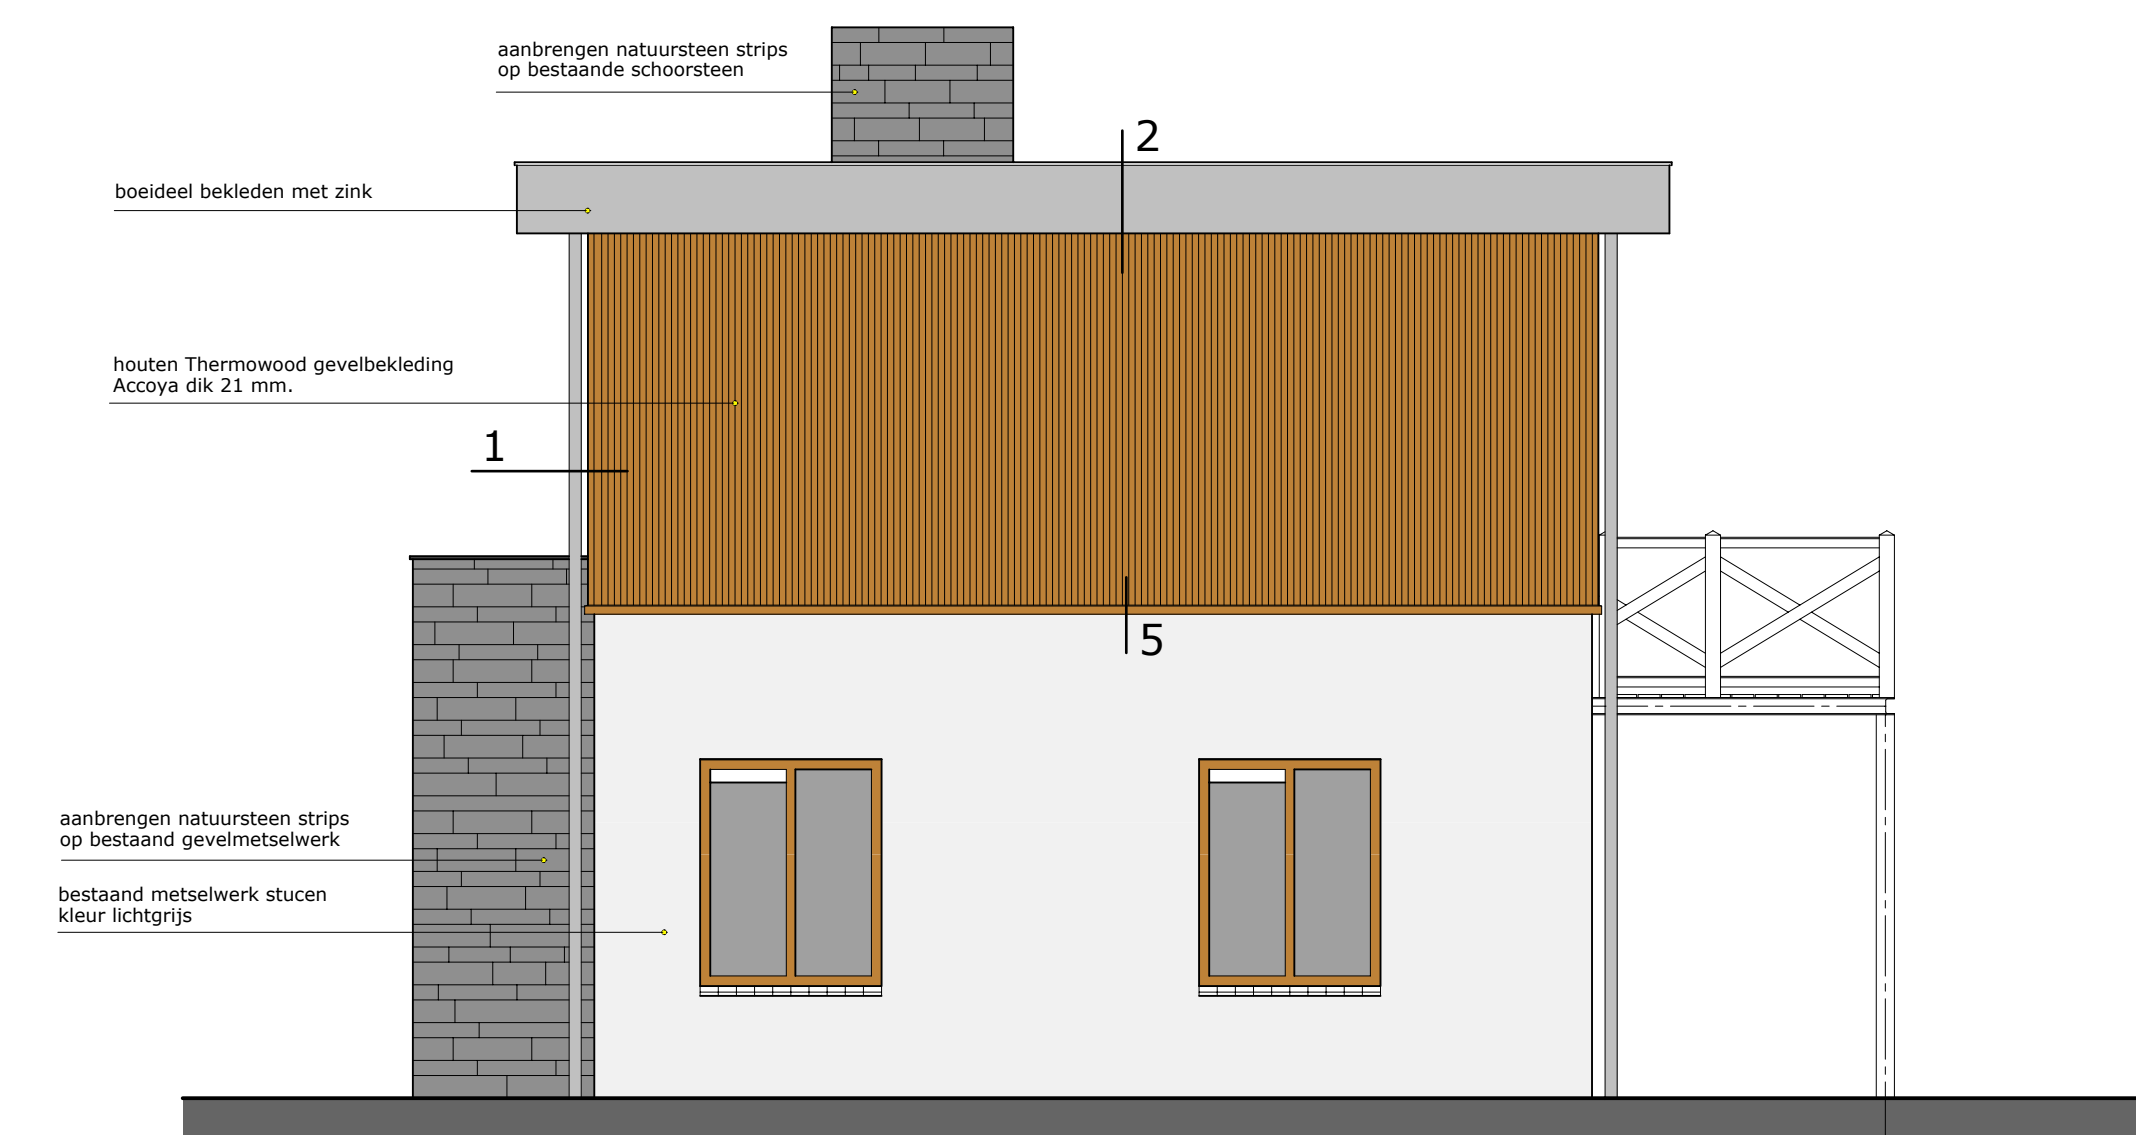 aanbrengen natuursteen strips
op bestaande schoorsteen
2
boeideel bekleden met zink
houten Thermowood gevelbekleding
Accoya dik 21 mm.
1
5
aanbrengen natuursteen strips
op bestaand gevelmetselwerk
bestaand metselwerk stucen
kleur lichtgrijs